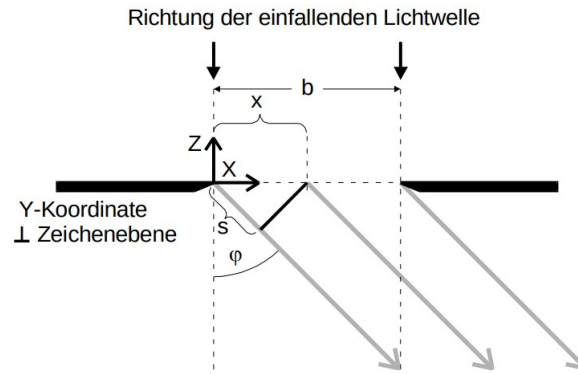 Richtung der einfallenden Lichtwelle
b
x
Z
X
Y-Koordinate
⊥ Zeichenebene
s
φ